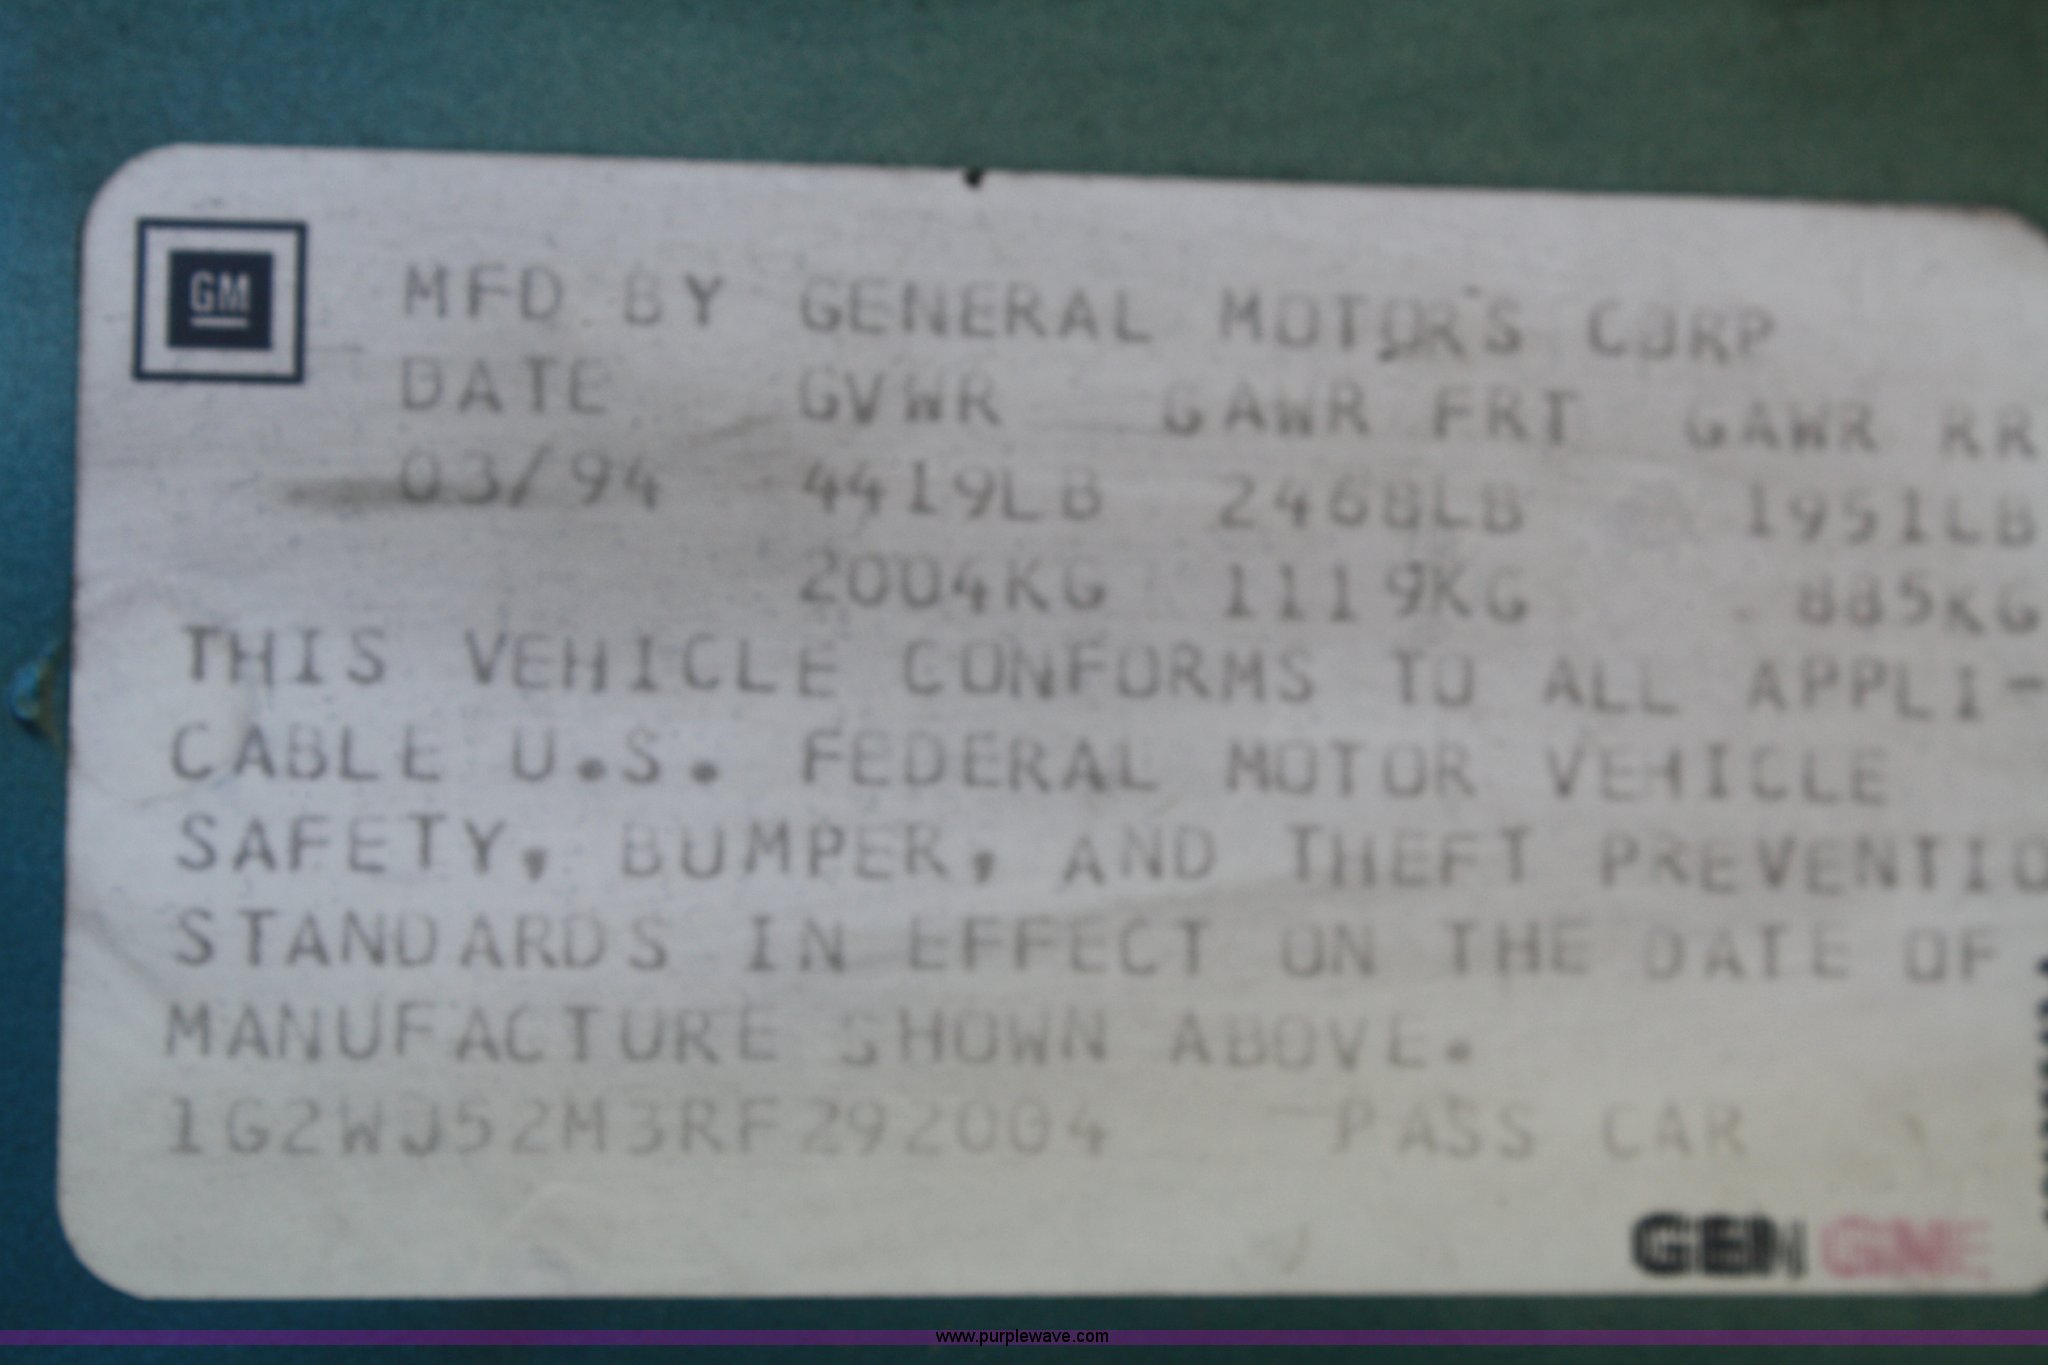 GM
MFD BY GENERAL MOTORS CORP
DATE GVWR GAWR FRT GAWR RR
03/94 4419LB 2468LB 1951LB
2004KG 1119KG 885KG
THIS VEHICLE CONFORMS TO ALL APPLI-
CABLE U.S. FEDERAL MOTOR VEHICLE
SAFETY, BUMPER, AND THEFT PREVENTIO
STANDARDS IN EFFECT ON THE DATE OF
MANUFACTURE SHOWN ABOVE.
1G2WJ52M3RF292004 PASS CAR
www.purplewave.com